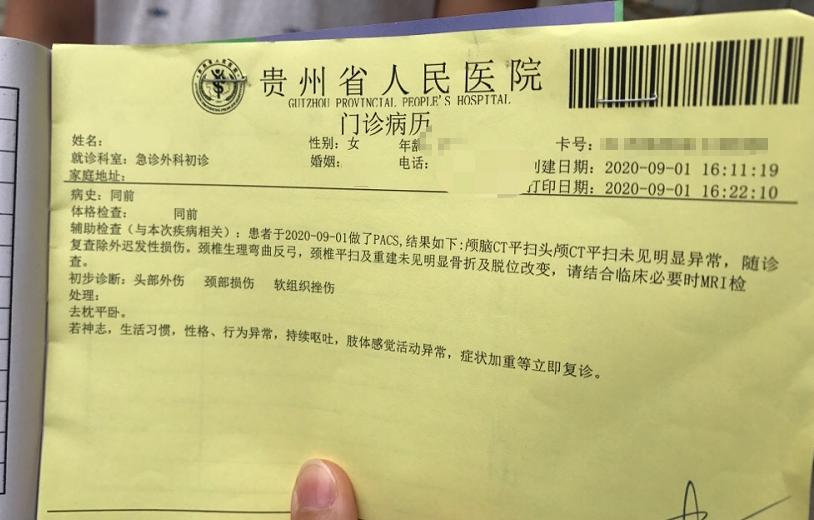 贵州省人民医院
GUIZHOU PROVINCIAL PEOPLE'S HOSPITAL
门诊病历
姓名: 性别: 女 年龄 卡号:
就诊科室: 急诊外科初诊 婚姻: 电话: 创建日期: 2020-09-01 16:11:19
家庭地址: 打印日期: 2020-09-01 16:22:10
病史: 同前
体格检查: 同前
辅助检查(与本次疾病相关): 患者于2020-09-01做了PACS,结果如下:颅脑CT平扫头颅CT平扫未见明显异常, 随诊
复查除外迟发性损伤。颈椎生理弯曲反弓, 颈椎平扫及重建未见明显骨折及脱位改变, 请结合临床必要时MRI检
查。
初步诊断: 头部外伤 颈部损伤 软组织挫伤
处理:
去枕平卧。
若神志, 生活习惯, 性格、行为异常, 持续呕吐, 肢体感觉活动异常, 症状加重等立即复诊。